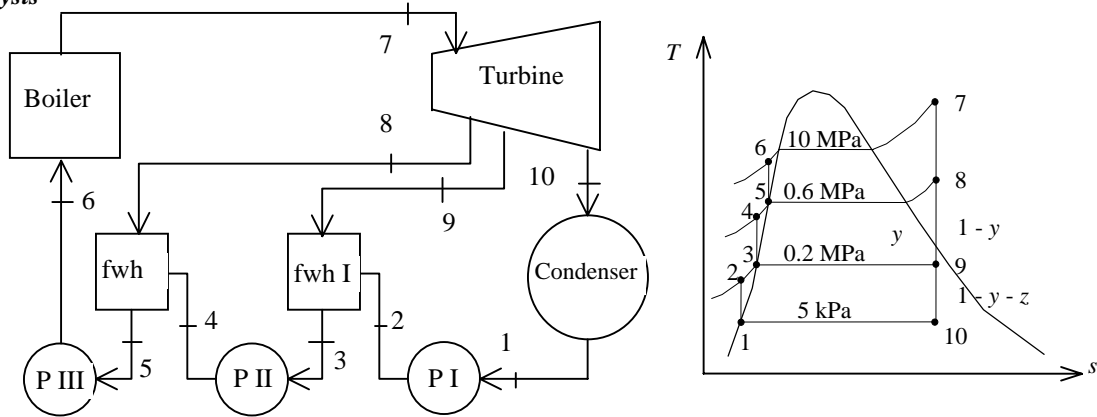 7
Turbine
Boiler
8
10
9
6
fwh
fwh I
Condenser
4
2
3
1
5
P III
P II
P I
T
7
6
10 MPa
8
5
0.6 MPa
4
y
1 - y
3
0.2 MPa
9
2
1 - y - z
5 kPa
1
10
s